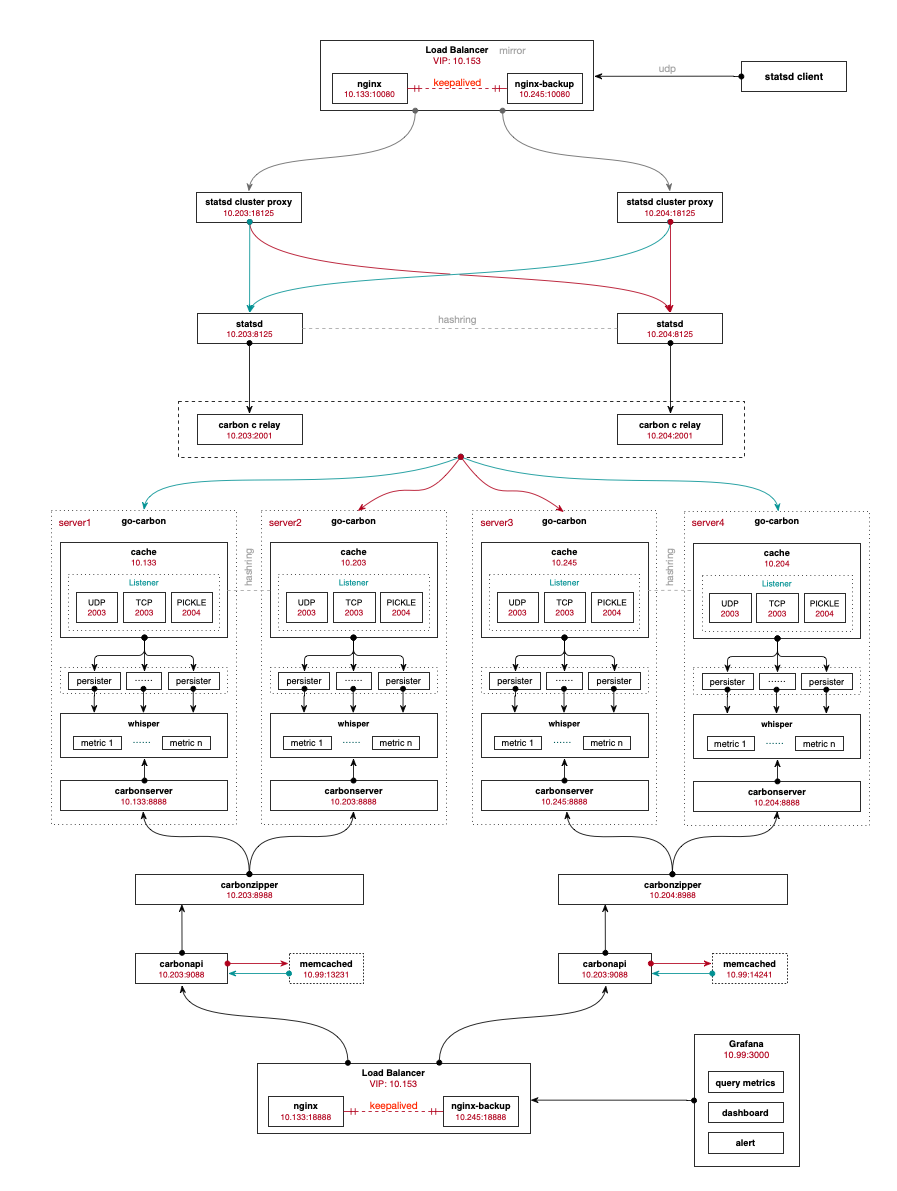 Load Balancer mirror
VIP: 10.153
nginx
10.133:10080
keepalived
nginx-backup
10.245:10080
udp
statsd client
statsd cluster proxy
10.203:18125
statsd cluster proxy
10.204:18125
statsd
10.203:8125
hashring
statsd
10.204:8125
carbon c relay
10.203:2001
carbon c relay
10.204:2001
server1
go-carbon
cache
10.133
Listener
UDP
2003
TCP
2003
PICKLE
2004
persister
······
persister
whisper
metric 1
······
metric n
carbonserver
10.133:8888
hashring
server2
go-carbon
cache
10.203
Listener
UDP
2003
TCP
2003
PICKLE
2004
persister
······
persister
whisper
metric 1
······
metric n
carbonserver
10.203:8888
server3
go-carbon
cache
10.245
Listener
UDP
2003
TCP
2003
PICKLE
2004
persister
······
persister
whisper
metric 1
······
metric n
carbonserver
10.245:8888
hashring
server4
go-carbon
cache
10.204
Listener
UDP
2003
TCP
2003
PICKLE
2004
persister
······
persister
whisper
metric 1
······
metric n
carbonserver
10.204:8888
carbonzipper
10.203:8988
carbonzipper
10.204:8988
carbonapi
10.203:9088
memcached
10.99:13231
carbonapi
10.203:9088
memcached
10.99:14241
Load Balancer
VIP: 10.153
nginx
10.133:18888
keepalived
nginx-backup
10.245:18888
Grafana
10.99:3000
query metrics
dashboard
alert